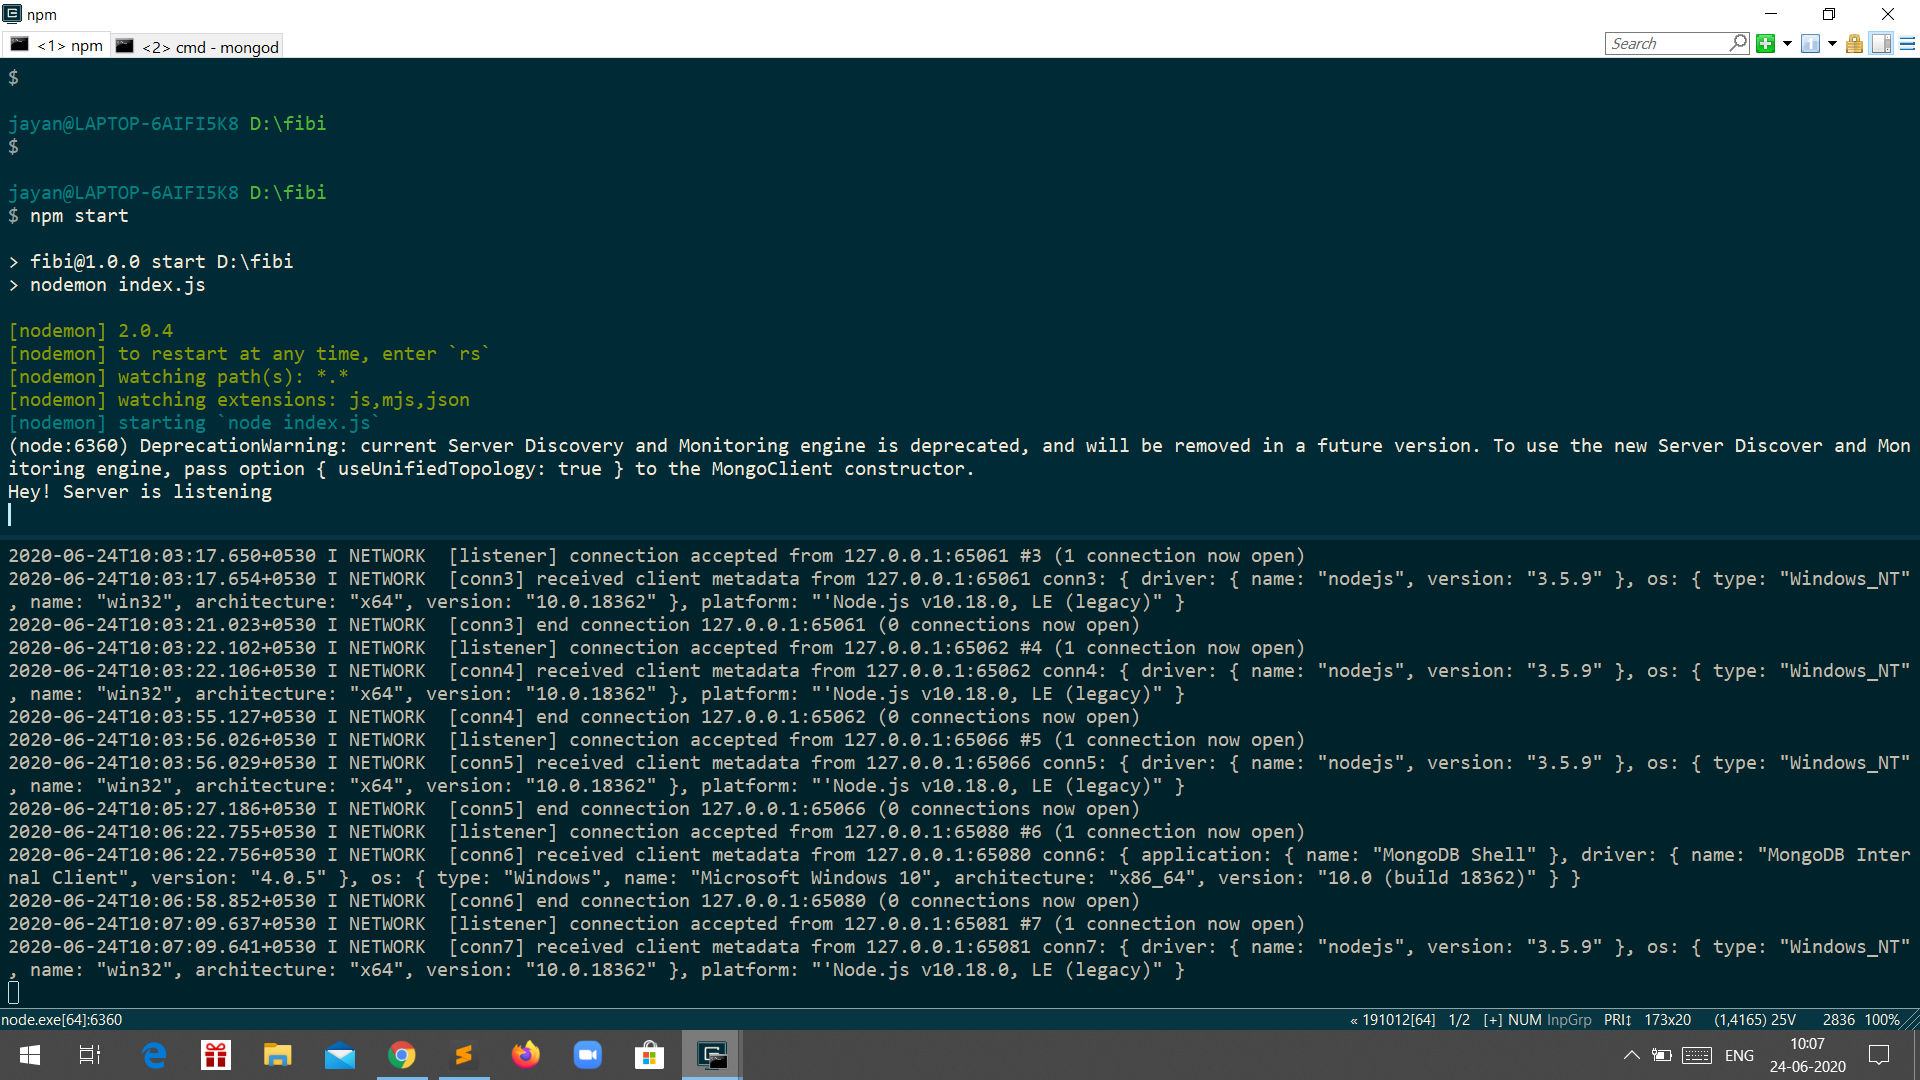 npm
<1> npm
<2> cmd - mongod
Search
$
jayan@LAPTOP-6AIFI5K8 D:\fibi
$
jayan@LAPTOP-6AIFI5K8 D:\fibi
$ npm start
> fibi@1.0.0 start D:\fibi
> nodemon index.js
[nodemon] 2.0.4
[nodemon] to restart at any time, enter `rs`
[nodemon] watching path(s): *.*
[nodemon] watching extensions: js,mjs,json
[nodemon] starting `node index.js`
(node:6360) DeprecationWarning: current Server Discovery and Monitoring engine is deprecated, and will be removed in a future version. To use the new Server Discover and Mon
itoring engine, pass option { useUnifiedTopology: true } to the MongoClient constructor.
Hey! Server is listening
2020-06-24T10:03:17.650+0530 I NETWORK  [listener] connection accepted from 127.0.0.1:65061 #3 (1 connection now open)
2020-06-24T10:03:17.654+0530 I NETWORK  [conn3] received client metadata from 127.0.0.1:65061 conn3: { driver: { name: "nodejs", version: "3.5.9" }, os: { type: "Windows_NT"
, name: "win32", architecture: "x64", version: "10.0.18362" }, platform: "'Node.js v10.18.0, LE (legacy)" }
2020-06-24T10:03:21.023+0530 I NETWORK  [conn3] end connection 127.0.0.1:65061 (0 connections now open)
2020-06-24T10:03:22.102+0530 I NETWORK  [listener] connection accepted from 127.0.0.1:65062 #4 (1 connection now open)
2020-06-24T10:03:22.106+0530 I NETWORK  [conn4] received client metadata from 127.0.0.1:65062 conn4: { driver: { name: "nodejs", version: "3.5.9" }, os: { type: "Windows_NT"
, name: "win32", architecture: "x64", version: "10.0.18362" }, platform: "'Node.js v10.18.0, LE (legacy)" }
2020-06-24T10:03:55.127+0530 I NETWORK  [conn4] end connection 127.0.0.1:65062 (0 connections now open)
2020-06-24T10:03:56.026+0530 I NETWORK  [listener] connection accepted from 127.0.0.1:65066 #5 (1 connection now open)
2020-06-24T10:03:56.029+0530 I NETWORK  [conn5] received client metadata from 127.0.0.1:65066 conn5: { driver: { name: "nodejs", version: "3.5.9" }, os: { type: "Windows_NT"
, name: "win32", architecture: "x64", version: "10.0.18362" }, platform: "'Node.js v10.18.0, LE (legacy)" }
2020-06-24T10:05:27.186+0530 I NETWORK  [conn5] end connection 127.0.0.1:65066 (0 connections now open)
2020-06-24T10:06:22.755+0530 I NETWORK  [listener] connection accepted from 127.0.0.1:65080 #6 (1 connection now open)
2020-06-24T10:06:22.756+0530 I NETWORK  [conn6] received client metadata from 127.0.0.1:65080 conn6: { application: { name: "MongoDB Shell" }, driver: { name: "MongoDB Inter
nal Client", version: "4.0.5" }, os: { type: "Windows", name: "Microsoft Windows 10", architecture: "x86_64", version: "10.0 (build 18362)" } }
2020-06-24T10:06:58.852+0530 I NETWORK  [conn6] end connection 127.0.0.1:65080 (0 connections now open)
2020-06-24T10:07:09.637+0530 I NETWORK  [listener] connection accepted from 127.0.0.1:65081 #7 (1 connection now open)
2020-06-24T10:07:09.641+0530 I NETWORK  [conn7] received client metadata from 127.0.0.1:65081 conn7: { driver: { name: "nodejs", version: "3.5.9" }, os: { type: "Windows_NT"
, name: "win32", architecture: "x64", version: "10.0.18362" }, platform: "'Node.js v10.18.0, LE (legacy)" }
node.exe[64]:6360
« 191012[64]  1/2  [+] NUM InpGrp  PRI↕  173x20  (1,4165) 25V  2836  100%
ENG
10:07
24-06-2020